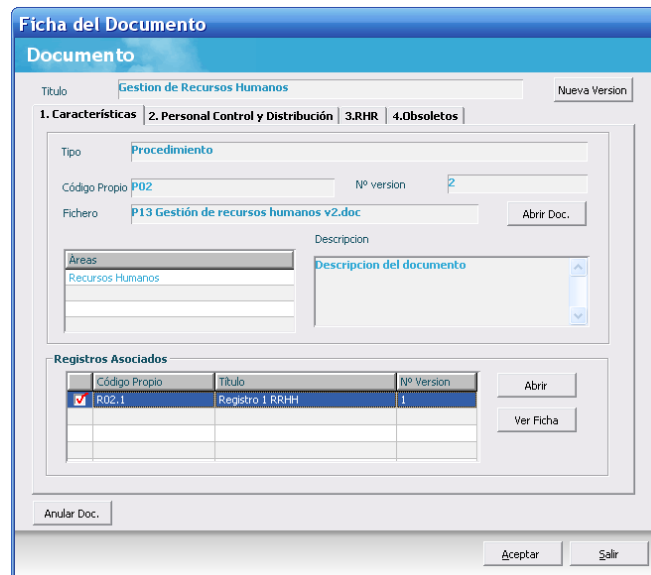 Ficha del Documento
Documento
Titulo Gestion de Recursos Humanos Nueva Version
1. Características 2. Personal Control y Distribución 3.RHR 4.Obsoletos
Tipo Procedimiento
Código Propio P02 Nº version 2
Fichero P13 Gestión de recursos humanos v2.doc Abrir Doc.
Descripcion
Àreas Descripcion del documento
Recursos Humanos
Registros Asociados
Código Propio Título Nº Version
R02.1 Registro 1 RRHH 1
Abrir
Ver Ficha
Anular Doc.
Aceptar Salir